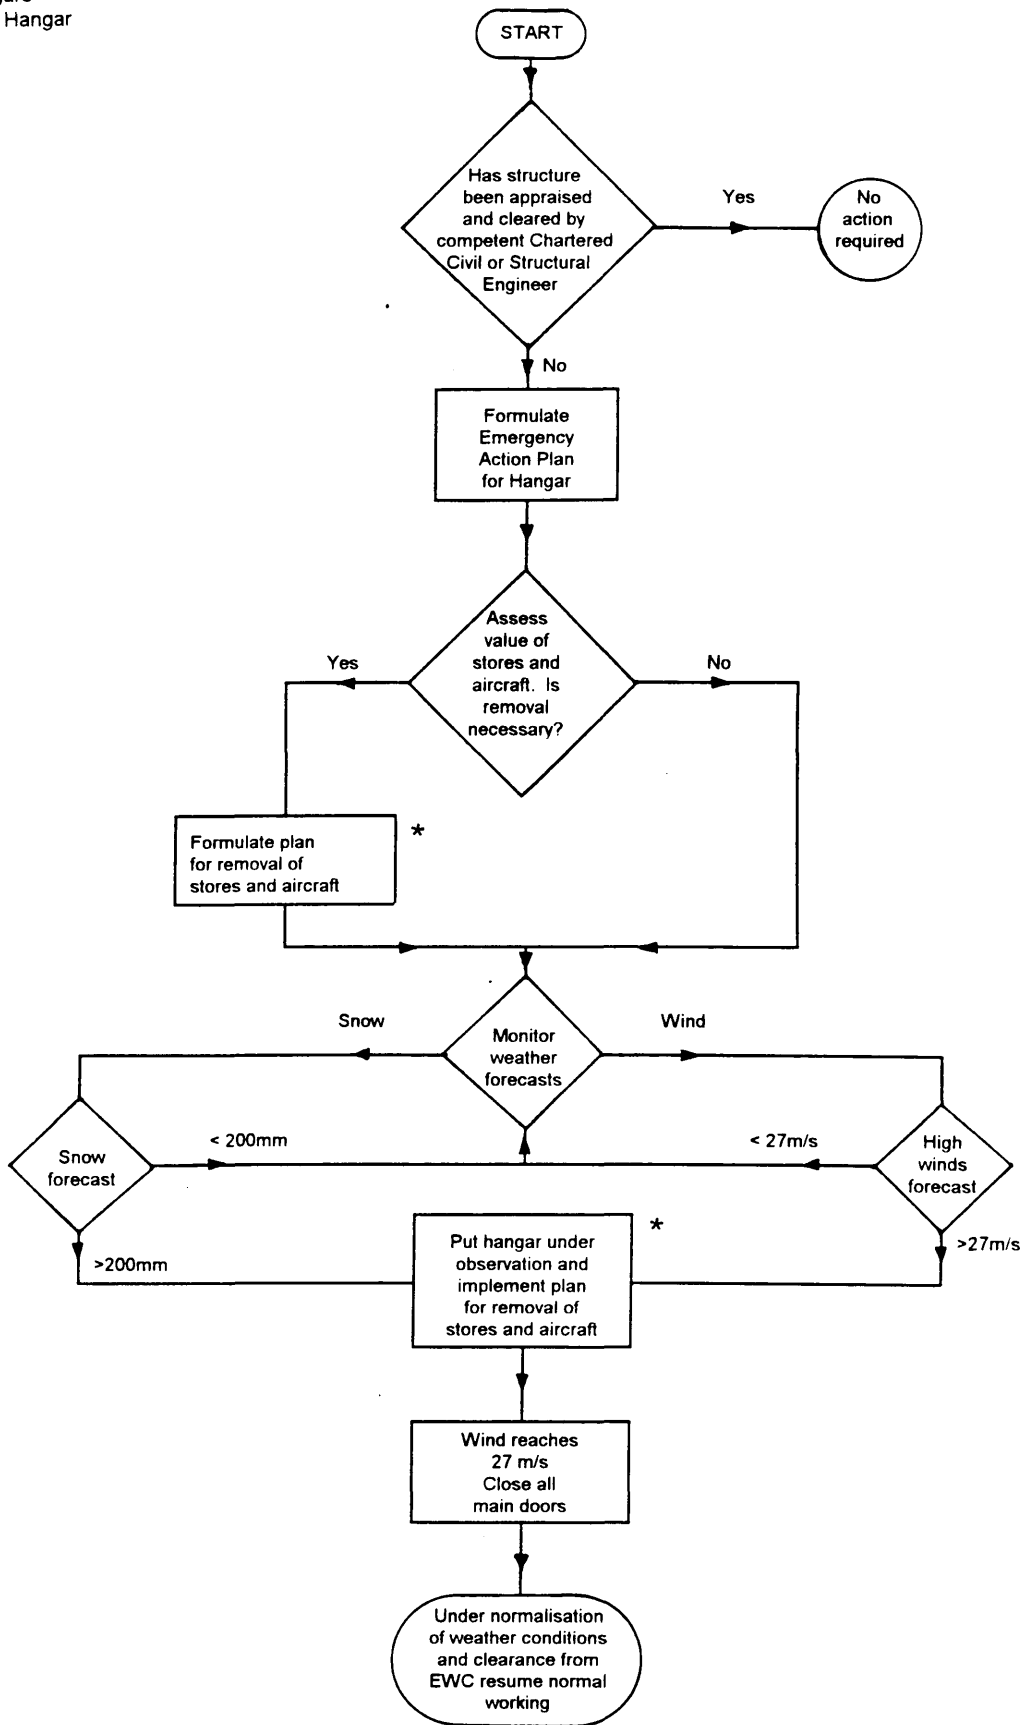 Hangar
START
Has structure
been appraised
and cleared by
competent Chartered
Civil or Structural
Engineer
Yes
No
action
required
No
Formulate
Emergency
Action Plan
for Hangar
Assess
value of
stores and
aircraft. Is
removal
necessary?
Yes
No
Formulate plan
for removal of
stores and aircraft
*
Snow
Monitor
weather
forecasts
Wind
Snow
forecast
< 200mm
< 27m/s
High
winds
forecast
>200mm
Put hangar under
observation and
implement plan
for removal of
stores and aircraft
*
>27m/s
Wind reaches
27 m/s
Close all
main doors
Under normalisation
of weather conditions
and clearance from
EWC resume normal
working